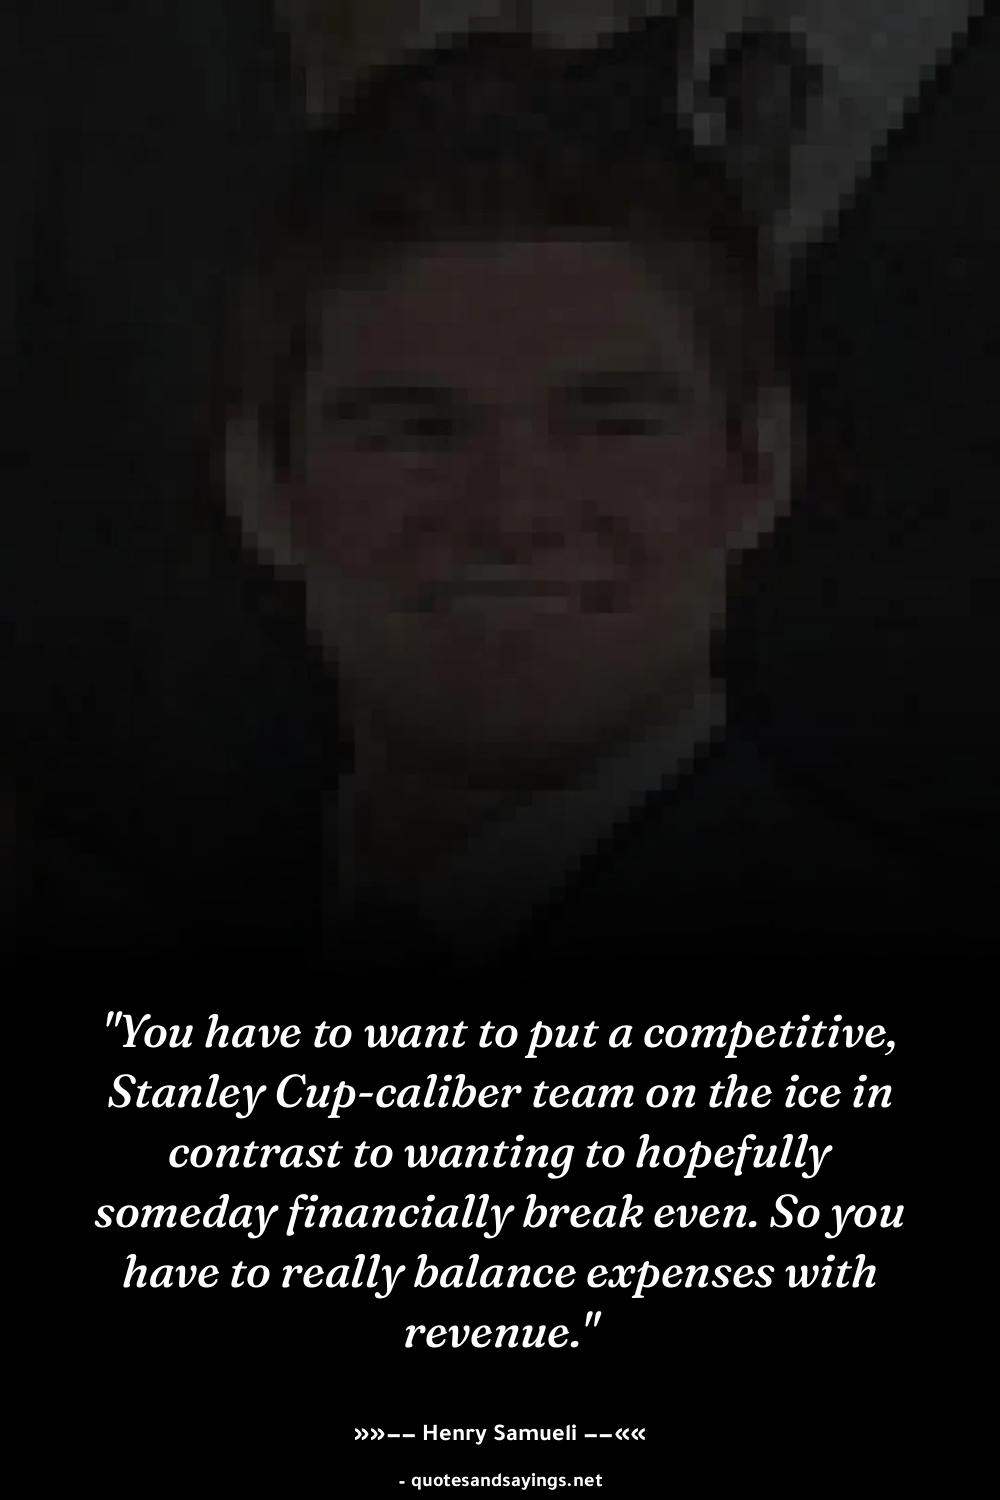 "You have to want to put a competitive,
Stanley Cup-caliber team on the ice in
contrast to wanting to hopefully
someday financially break even. So you
have to really balance expenses with
revenue."
»»−− Henry Samueli −−««
- quotesandsayings.net